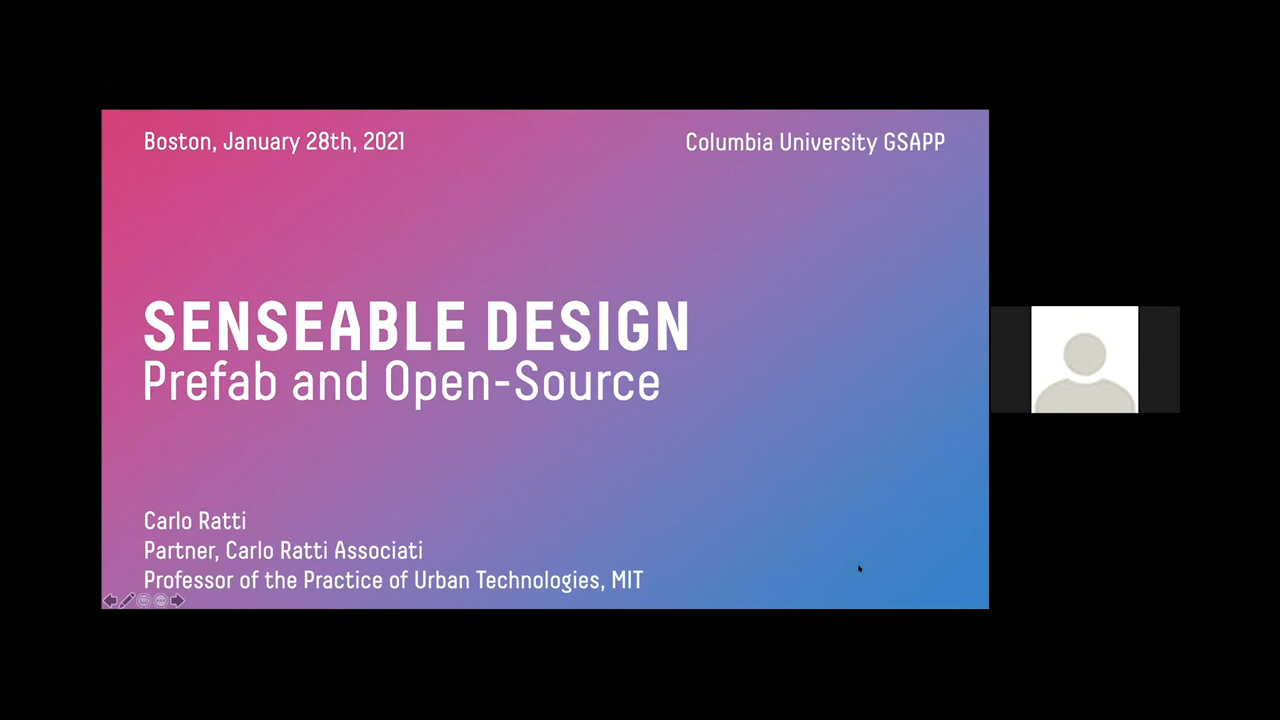 Boston, January 28th, 2021
Columbia University GSAPP
SENSEABLE DESIGN
Prefab and Open-Source
Carlo Ratti
Partner, Carlo Ratti Associati
Professor of the Practice of Urban Technologies, MIT